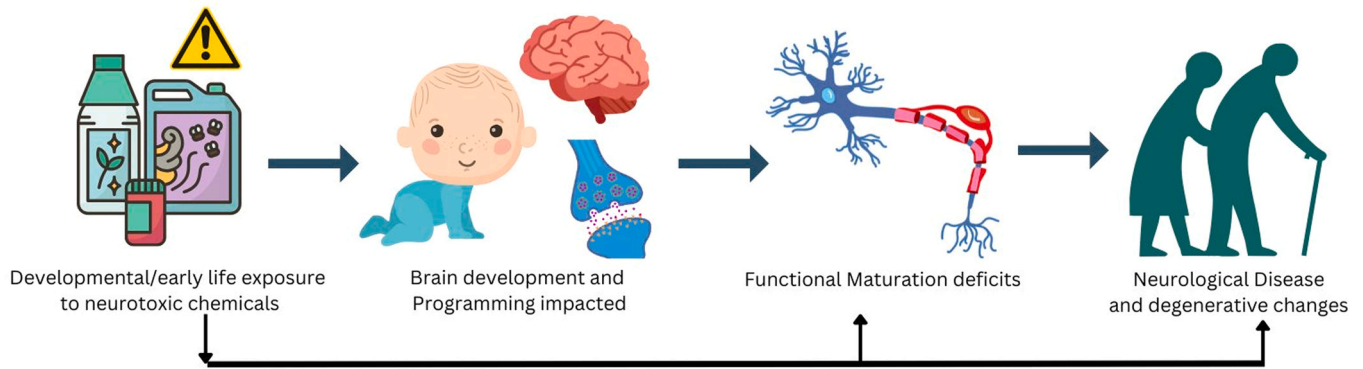 Developmental/early life exposure
to neurotoxic chemicals
Brain development and
Programming impacted
Functional Maturation deficits
Neurological Disease
and degenerative changes